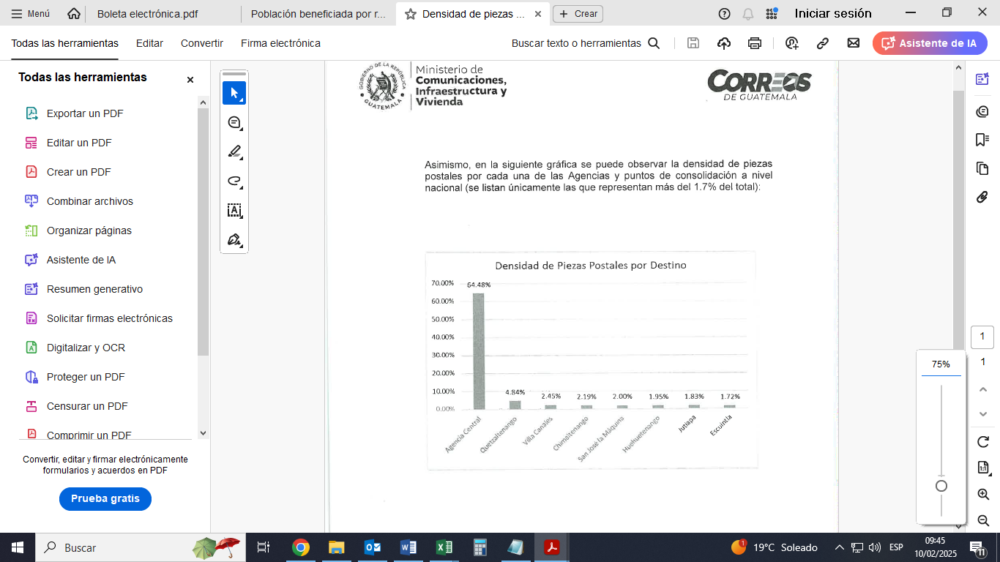 Menú
Boleta electrónica.pdf
Población beneficiada por r...
Densidad de piezas ...
Crear
Iniciar sesión
Todas las herramientas
Editar
Convertir
Firma electrónica
Buscar texto o herramientas
Asistente de IA
Todas las herramientas
Exportar un PDF
Editar un PDF
Crear un PDF
Combinar archivos
Organizar páginas
Asistente de IA
Resumen generativo
Solicitar firmas electrónicas
Digitalizar y OCR
Proteger un PDF
Censurar un PDF
Comprimir un PDF
Convertir, editar y firmar electrónicamente
formularios y acuerdos en PDF
Prueba gratis
GOBIERNO DE LA REPÚBLICA
GUATEMALA
Ministerio de
Comunicaciones,
Infraestructura y
Vivienda
CORREOS
DE GUATEMALA
Asimismo, en la siguiente gráfica se puede observar la densidad de piezas
postales por cada una de las Agencias y puntos de consolidación a nivel
nacional (se listan únicamente las que representan más del 1.7% del total):
Densidad de Piezas Postales por Destino
70.00%
60.00%
50.00%
40.00%
30.00%
20.00%
10.00%
0.00%
64.48%
4.84%
2.45%
2.19%
2.00%
1.95%
1.83%
1.72%
Agencia Central
Quetzaltenango
Villa Canales
Chimaltenango
San José la Máquina
Huehuetenango
Jutiapa
Escuintla
1
1
75%
1:1
Buscar
1
19°C Soleado
ESP
09:45
10/02/2025
11